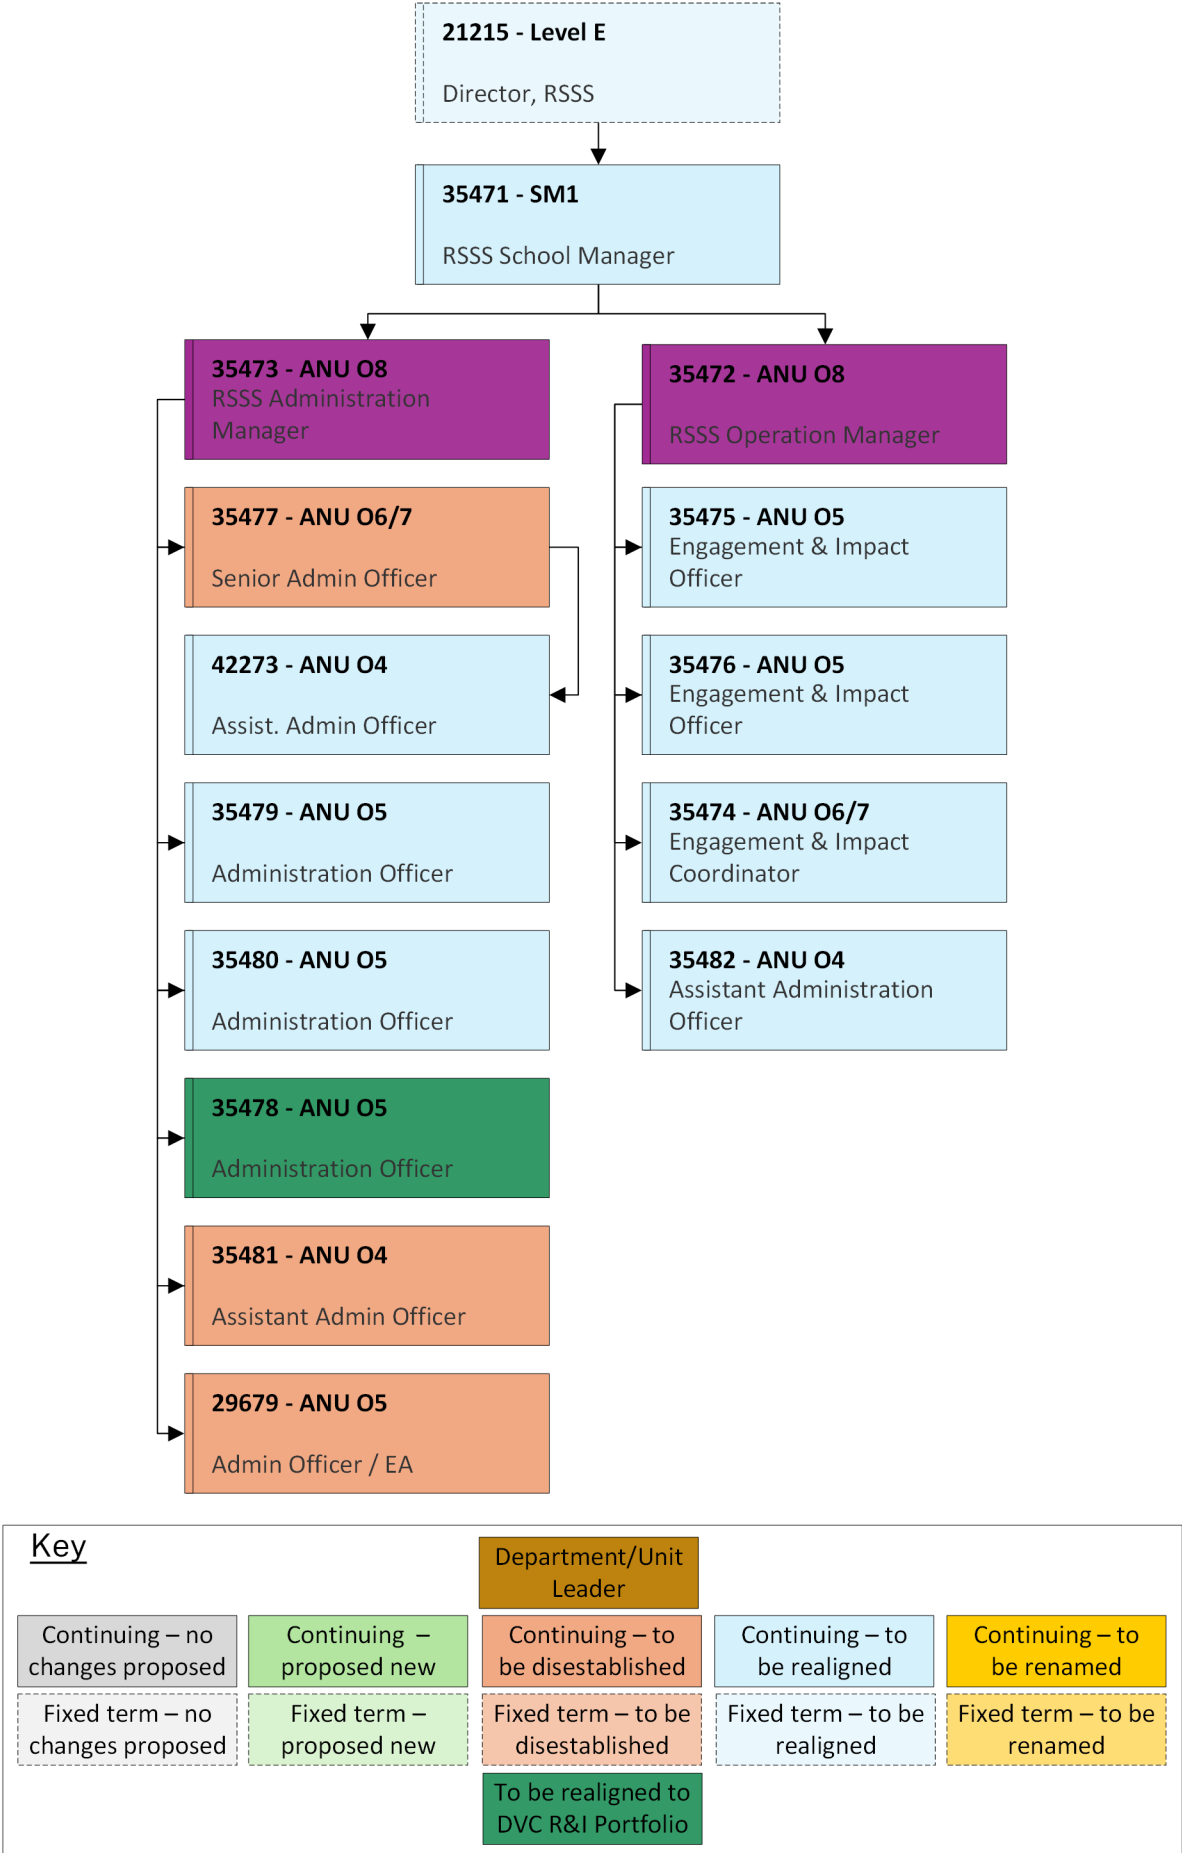 21215 - Level E
Director, RSSS
35471 - SM1
RSSS School Manager
35473 - ANU O8
RSSS Administration
Manager
35477 - ANU O6/7
Senior Admin Officer
42273 - ANU O4
Assist. Admin Officer
35479 - ANU O5
Administration Officer
35480 - ANU O5
Administration Officer
35478 - ANU O5
Administration Officer
35481 - ANU O4
Assistant Admin Officer
29679 - ANU O5
Admin Officer / EA
35472 - ANU O8
RSSS Operation Manager
35475 - ANU O5
Engagement & Impact
Officer
35476 - ANU O5
Engagement & Impact
Officer
35474 - ANU O6/7
Engagement & Impact
Coordinator
35482 - ANU O4
Assistant Administration
Officer
Key
Department/Unit
Leader
Continuing – no
changes proposed
Continuing –
proposed new
Continuing – to
be disestablished
Continuing – to
be realigned
Continuing – to
be renamed
Fixed term – no
changes proposed
Fixed term –
proposed new
Fixed term – to be
disestablished
Fixed term – to be
realigned
Fixed term – to be
renamed
To be realigned to
DVC R&I Portfolio